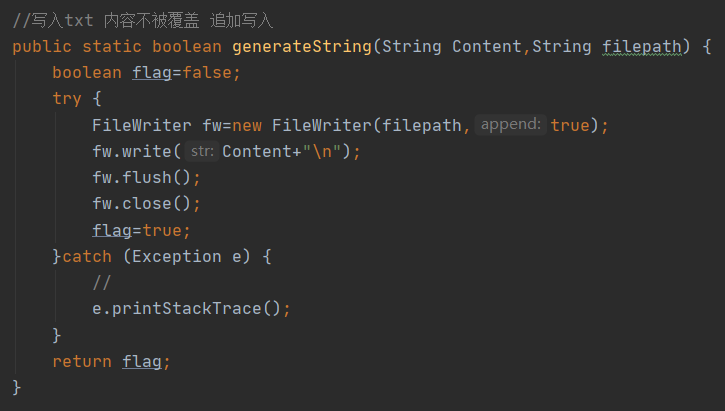 //写入txt 内容不被覆盖 追加写入
public static boolean generateString(String Content,String filepath) {
boolean flag=false;
try {
FileWriter fw=new FileWriter(filepath, append: true);
fw.write( str: Content+"\n");
fw.flush();
fw.close();
flag=true;
}catch (Exception e) {
//
e.printStackTrace();
}
return flag;
}